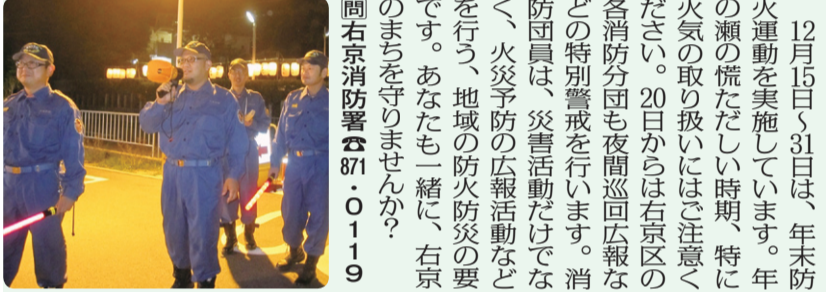 12月15日～31日は、年末防
火運動を実施しています。年
の瀬の慌ただしい時期、特に
火気の取り扱いにはご注意く
ださい。20日からは右京区の
各消防分団も夜間巡回広報な
どの特別警戒を行います。消
防団員は、災害活動だけでな
く、火災予防の広報活動など
を行う、地域の防火防災の要
です。あなたも一緒に、右京
のまちを守りませんか？
問右京消防署☎871・0119